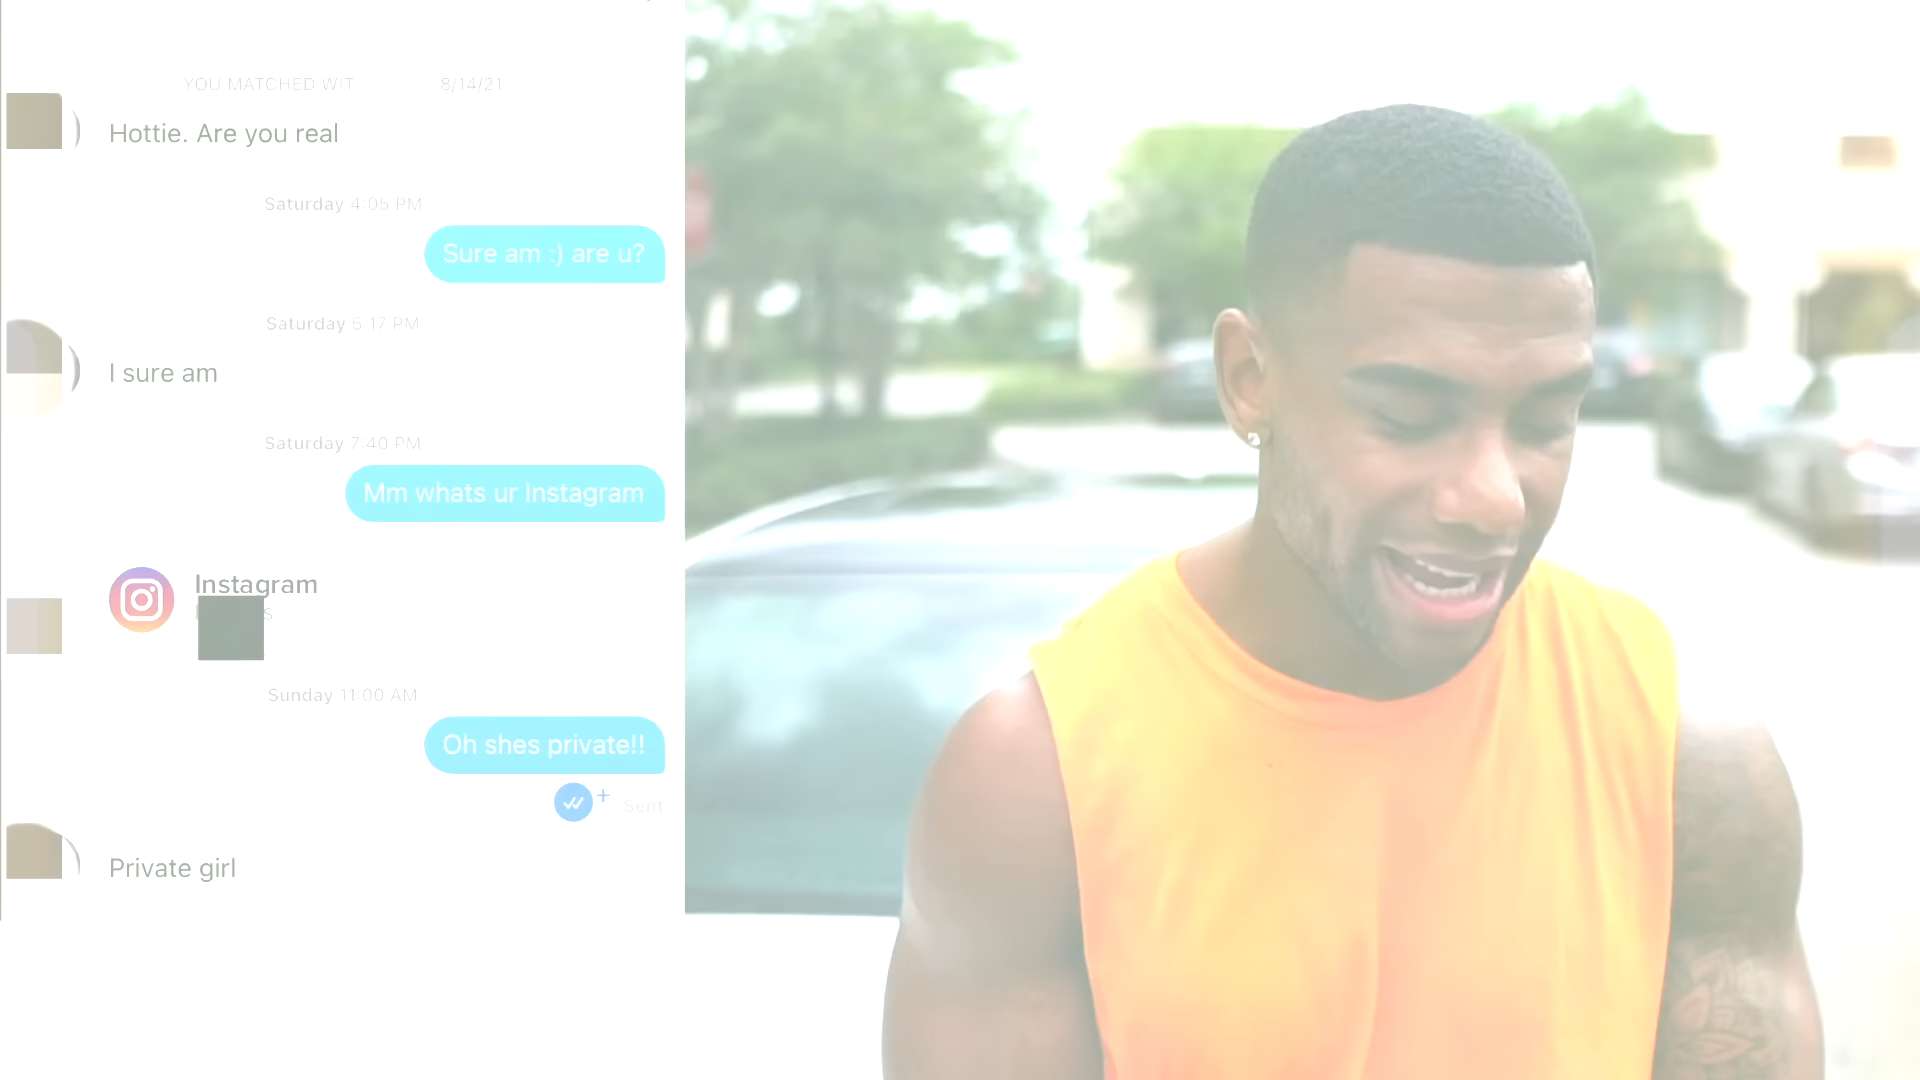 YOU MATCHED WIT 8/14/21
Hottie. Are you real
Saturday 4:05 PM
Sure am :) are u?
Saturday 5 17 PM
I sure am
Saturday 7:40 PM
Mm whats ur Instagram
Instagram
Sunday 11:00 AM
Oh shes private!!
Sent
Private girl